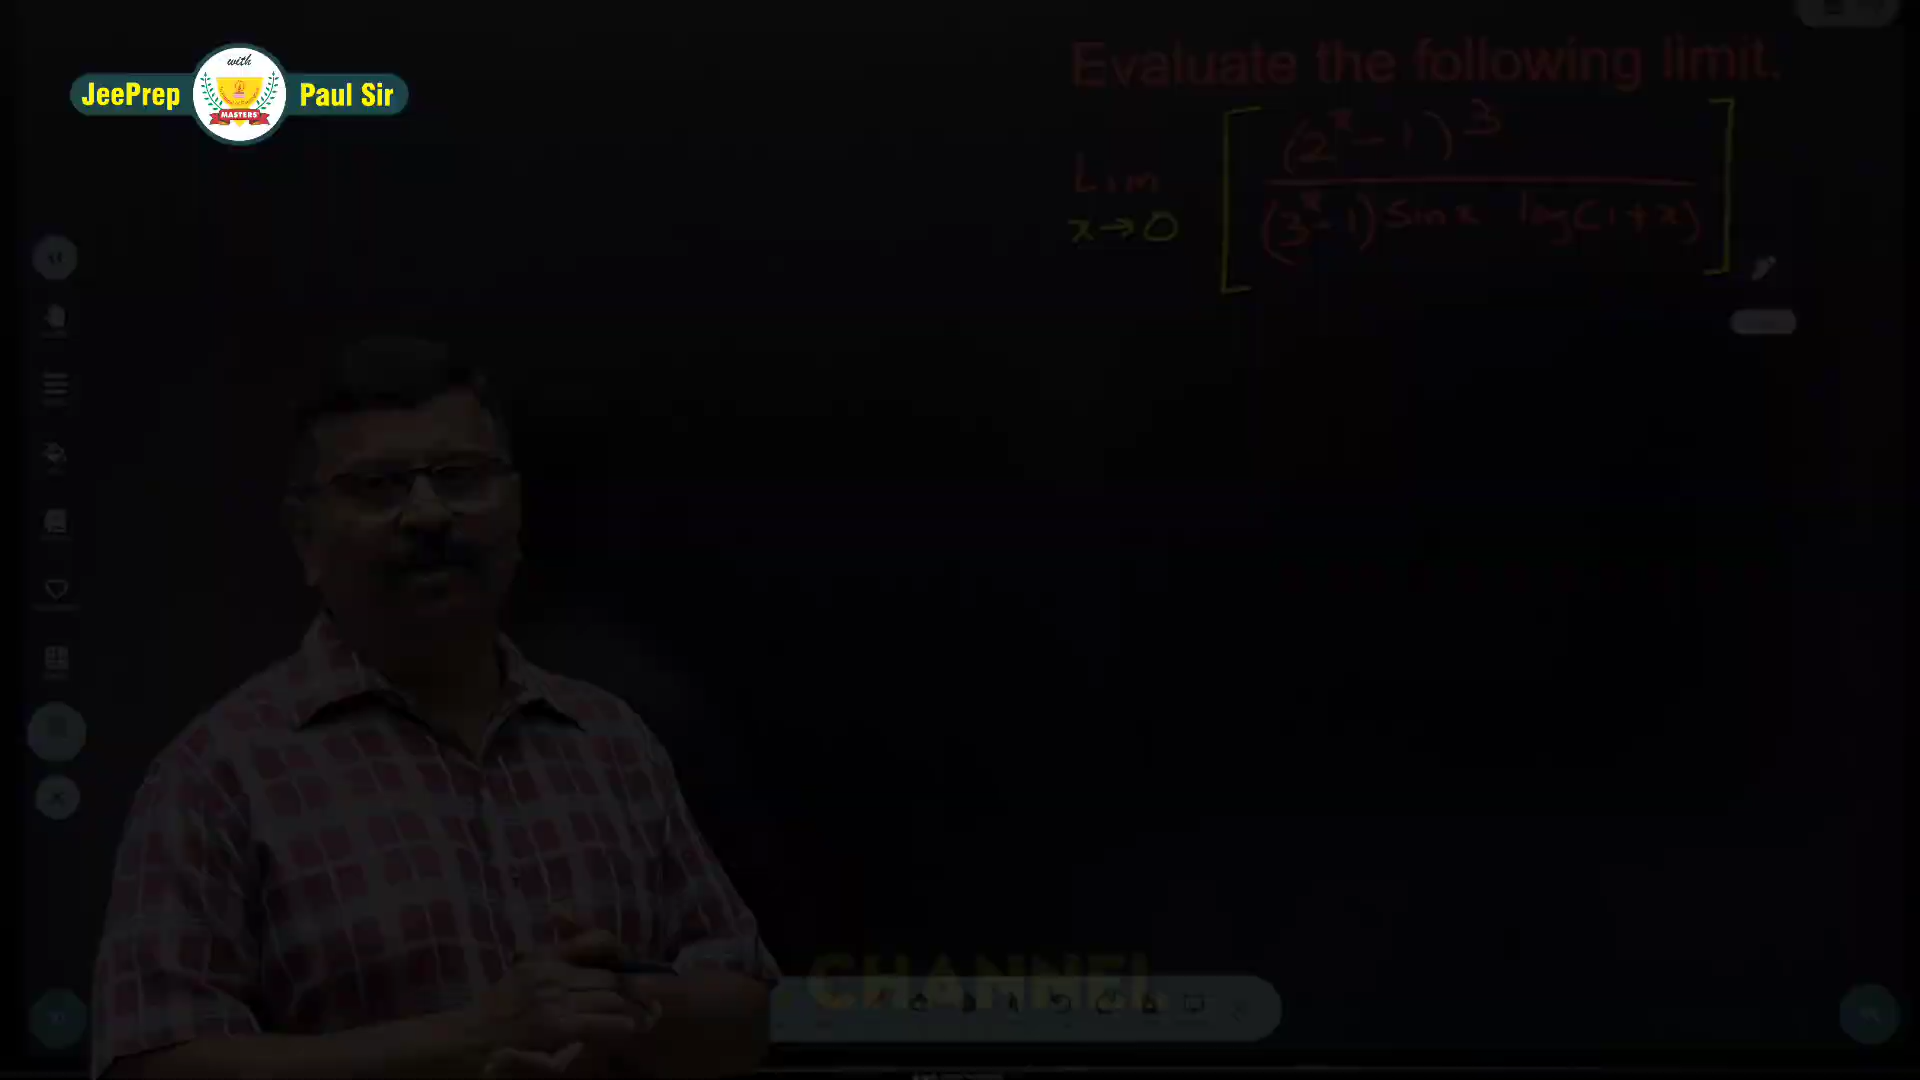 with
JeePrep Paul Sir
MASTERS
Evaluate the following limit.
Lim x→0 [ (2^x - 1)^3 / (3^x - 1) sin x log(1+x) ]
CHANNEL